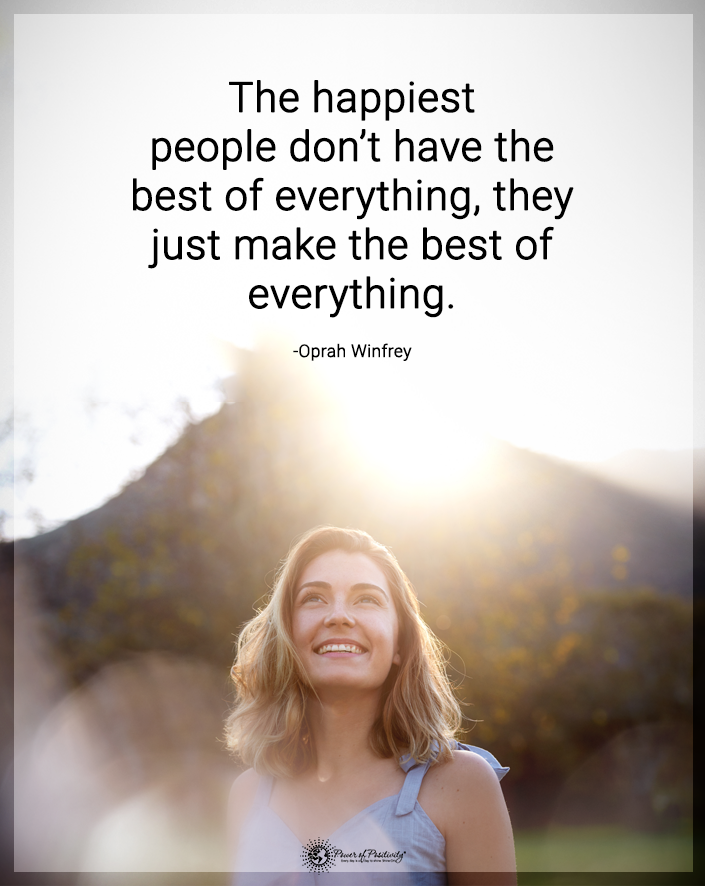 The happiest
people don’t have the
best of everything, they
just make the best of
everything.
-Oprah Winfrey
Power of Positivity